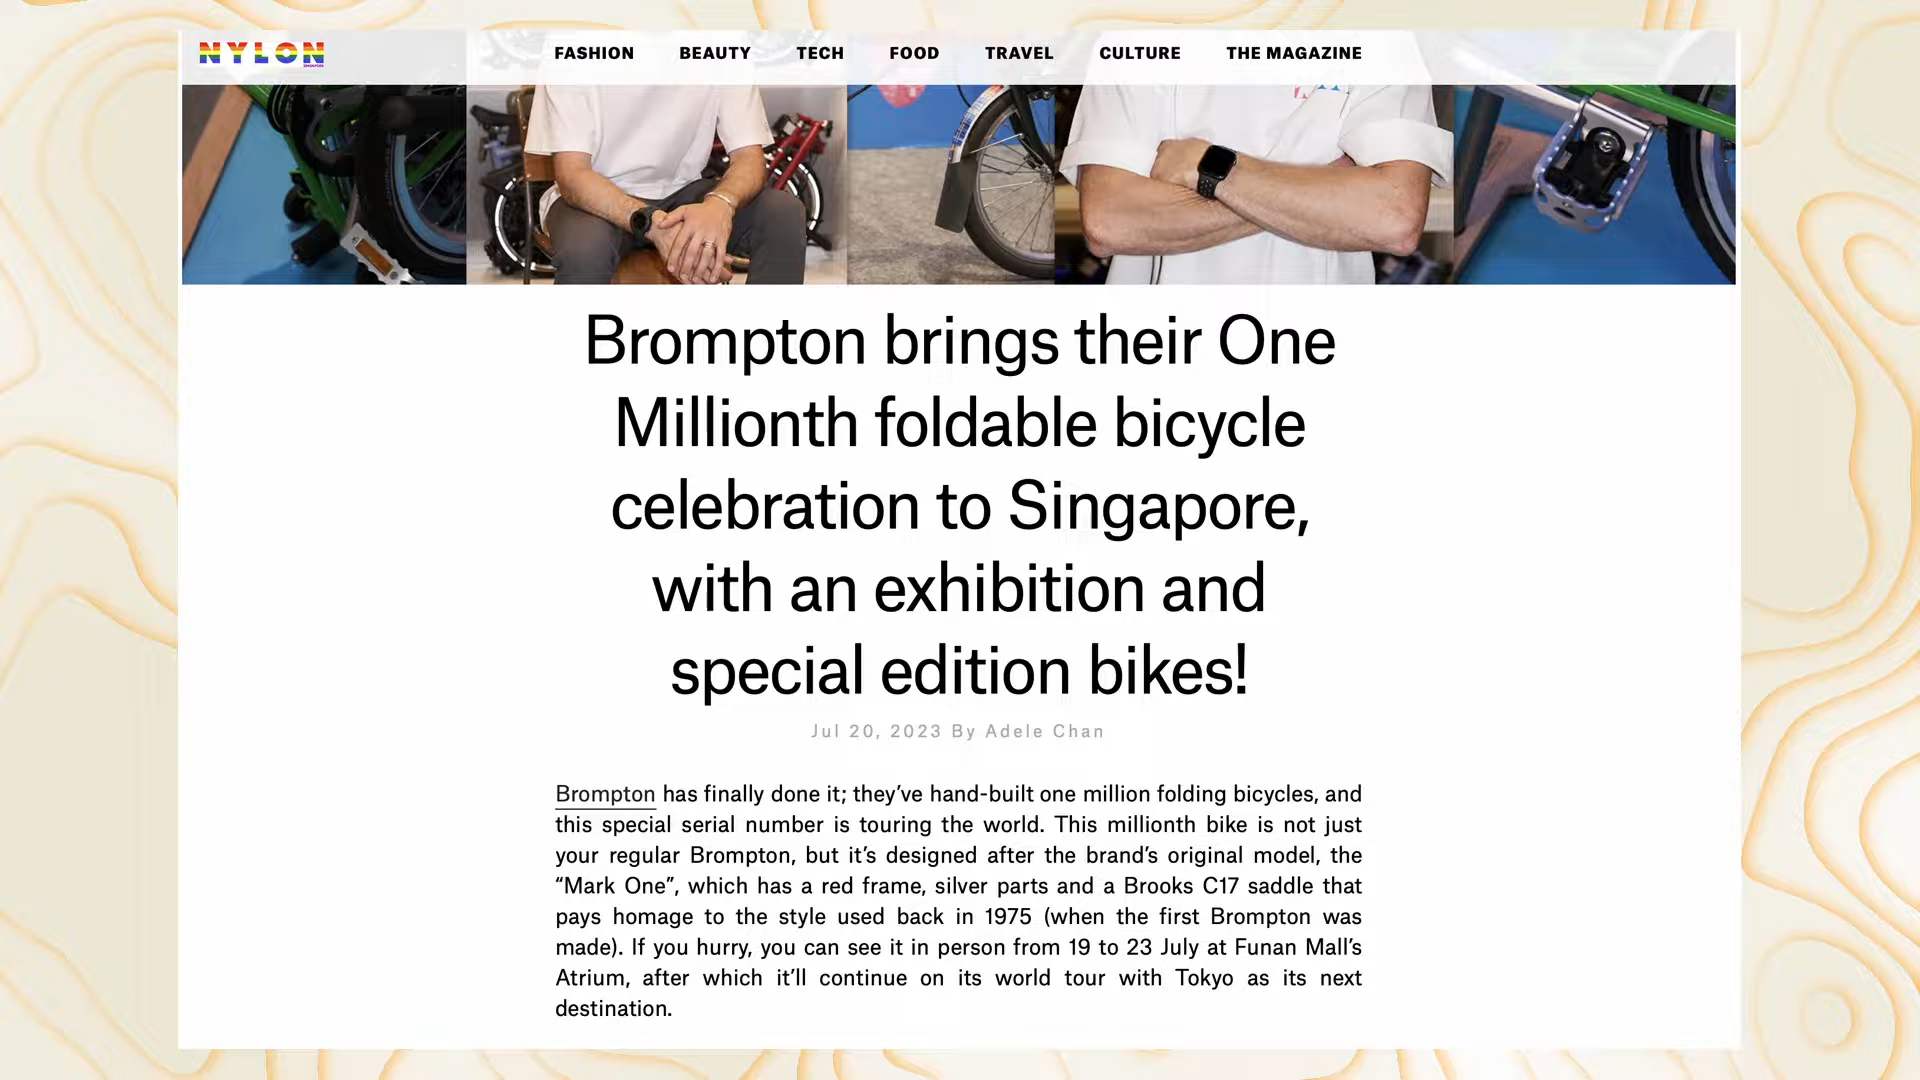 NYLON
SINGAPORE
FASHION BEAUTY TECH FOOD TRAVEL CULTURE THE MAGAZINE
Brompton brings their One
Millionth foldable bicycle
celebration to Singapore,
with an exhibition and
special edition bikes!
Jul 20, 2023 By Adele Chan
Brompton has finally done it; they’ve hand-built one million folding bicycles, and
this special serial number is touring the world. This millionth bike is not just
your regular Brompton, but it’s designed after the brand’s original model, the
“Mark One”, which has a red frame, silver parts and a Brooks C17 saddle that
pays homage to the style used back in 1975 (when the first Brompton was
made). If you hurry, you can see it in person from 19 to 23 July at Funan Mall’s
Atrium, after which it’ll continue on its world tour with Tokyo as its next
destination.